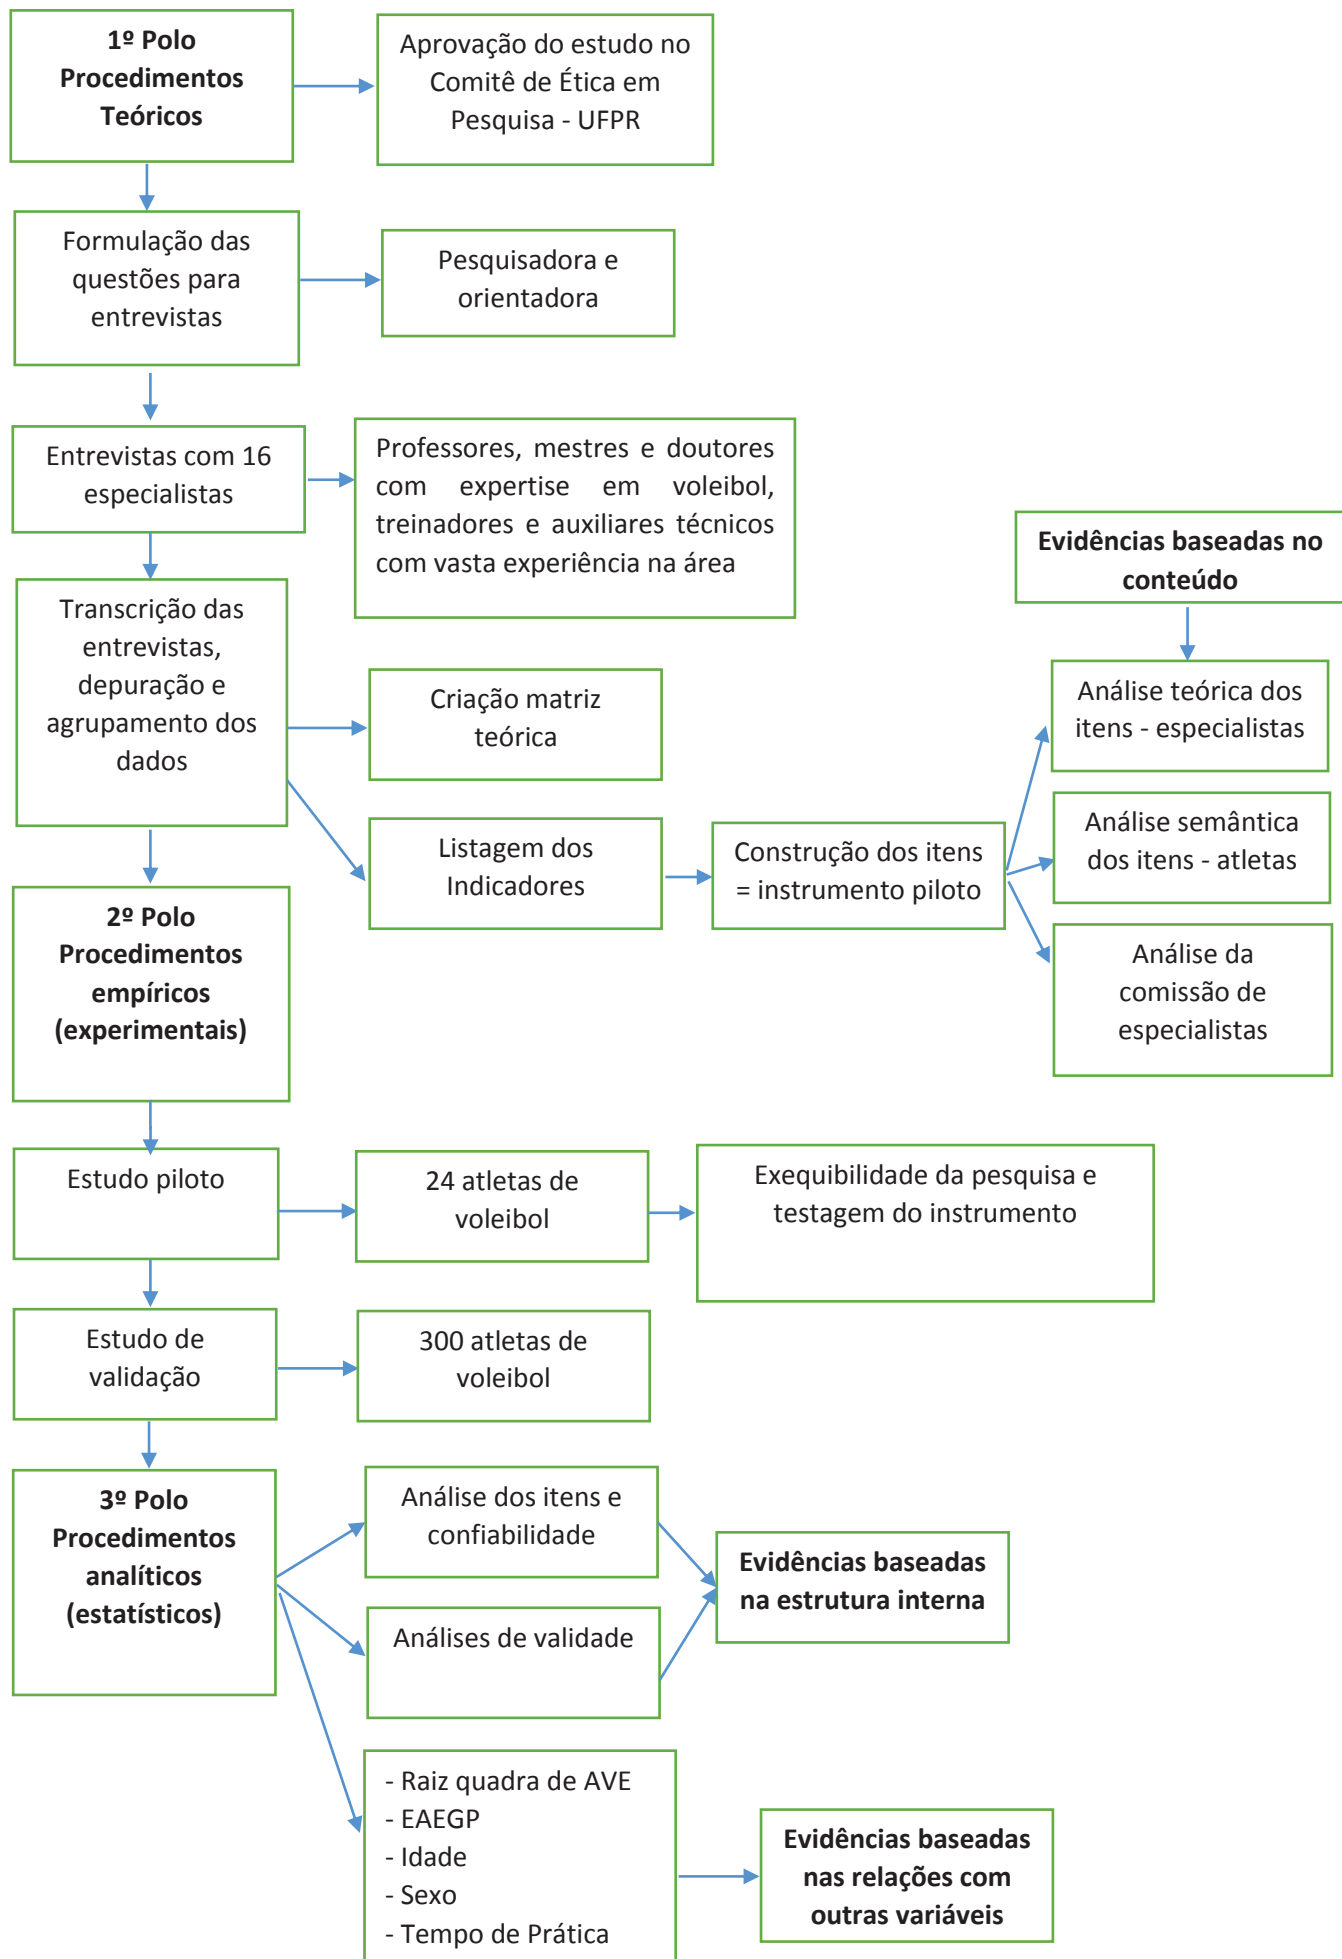 1º Polo
Procedimentos
Teóricos
Aprovação do estudo no
Comitê de Ética em
Pesquisa - UFPR
Formulação das
questões para
entrevistas
Pesquisadora e
orientadora
Entrevistas com 16
especialistas
Professores, mestres e doutores
com expertise em voleibol,
treinadores e auxiliares técnicos
com vasta experiência na área
Evidências baseadas no
conteúdo
Transcrição das
entrevistas,
depuração e
agrupamento dos
dados
Criação matriz
teórica
Listagem dos
Indicadores
Construção dos itens
= instrumento piloto
Análise teórica dos
itens - especialistas
Análise semântica
dos itens - atletas
Análise da
comissão de
especialistas
2º Polo
Procedimentos
empíricos
(experimentais)
Estudo piloto
24 atletas de
voleibol
Exequibilidade da pesquisa e
testagem do instrumento
Estudo de
validação
300 atletas de
voleibol
3º Polo
Procedimentos
analíticos
(estatísticos)
Análise dos itens e
confiabilidade
Análises de validade
Evidências baseadas
na estrutura interna
- Raiz quadra de AVE
- EAEGP
- Idade
- Sexo
- Tempo de Prática
Evidências baseadas
nas relações com
outras variáveis